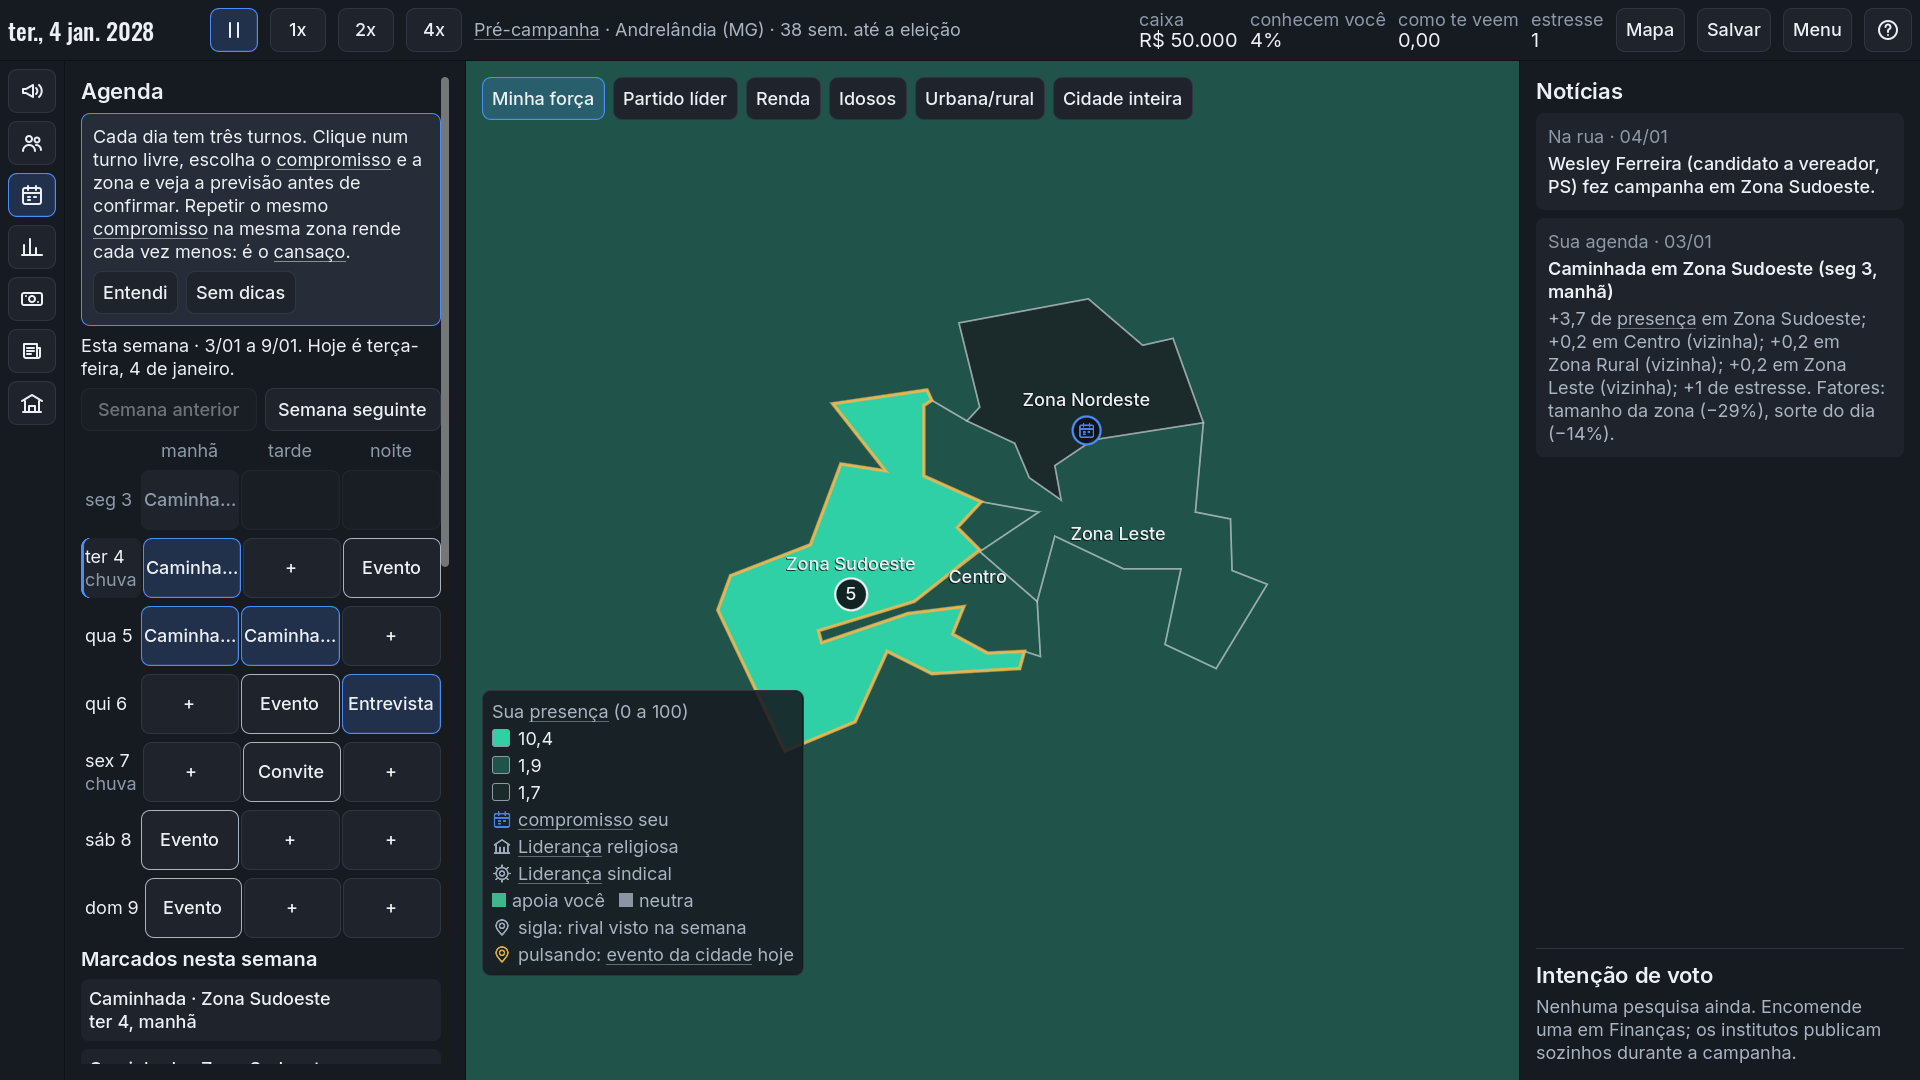 ter., 4 jan. 2028
1x
2x
4x
Pré-campanha · Andrelândia (MG) · 38 sem. até a eleição
caixa
R$ 50.000
conhecem você
4%
como te veem
0,00
estresse
1
Mapa
Salvar
Menu
Agenda
Cada dia tem três turnos. Clique num
turno livre, escolha o compromisso e a
zona e veja a previsão antes de
confirmar. Repetir o mesmo
compromisso na mesma zona rende
cada vez menos: é o cansaço.
Entendi
Sem dicas
Esta semana · 3/01 a 9/01. Hoje é terça-
feira, 4 de janeiro.
Semana anterior
Semana seguinte
manhã
tarde
noite
seg 3
Caminha...
ter 4
chuva
Caminha...
+
Evento
qua 5
Caminha...
Caminha...
+
qui 6
+
Evento
Entrevista
sex 7
chuva
+
Convite
+
sáb 8
Evento
+
+
dom 9
Evento
+
+
Marcados nesta semana
Caminhada · Zona Sudoeste
ter 4, manhã
Minha força
Partido líder
Renda
Idosos
Urbana/rural
Cidade inteira
Zona Nordeste
Zona Leste
Zona Sudoeste
5
Centro
Sua presença (0 a 100)
10,4
1,9
1,7
compromisso seu
Liderança religiosa
Liderança sindical
apoia você
neutra
sigla: rival visto na semana
pulsando: evento da cidade hoje
Notícias
Na rua · 04/01
Wesley Ferreira (candidato a vereador,
PS) fez campanha em Zona Sudoeste.
Sua agenda · 03/01
Caminhada em Zona Sudoeste (seg 3,
manhã)
+3,7 de presença em Zona Sudoeste;
+0,2 em Centro (vizinha); +0,2 em
Zona Rural (vizinha); +0,2 em Zona
Leste (vizinha); +1 de estresse. Fatores:
tamanho da zona (−29%), sorte do dia
(−14%).
Intenção de voto
Nenhuma pesquisa ainda. Encomende
uma em Finanças; os institutos publicam
sozinhos durante a campanha.